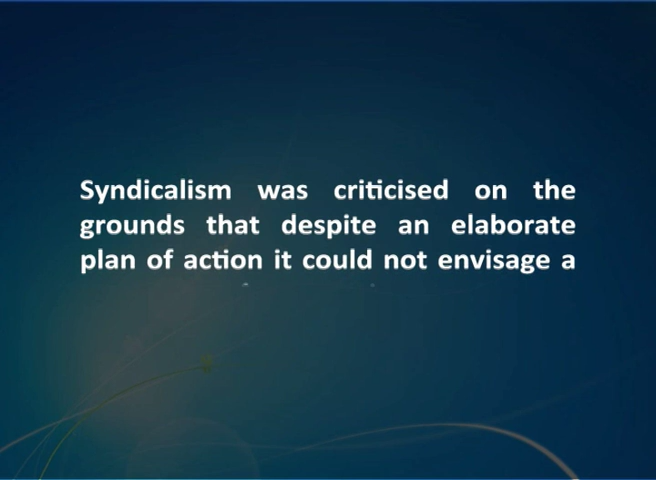 Syndicalism was criticised on the
grounds that despite an elaborate
plan of action it could not envisage a